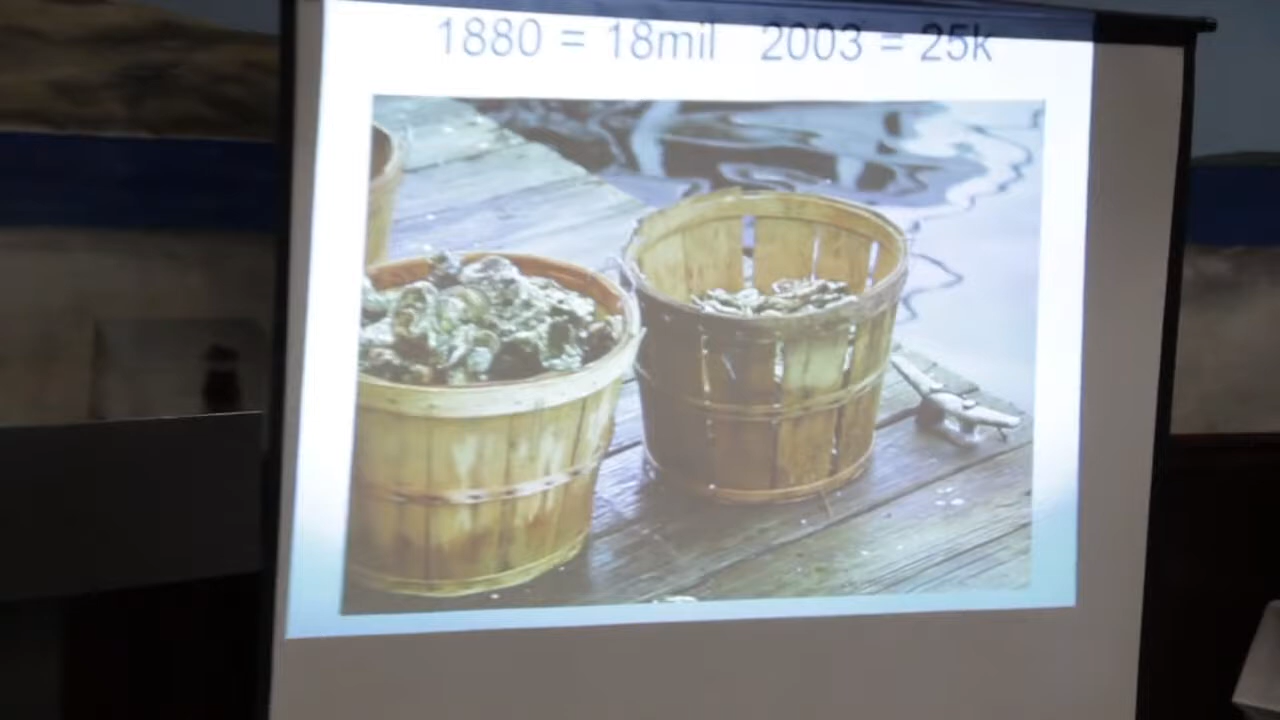 1880 = 18mil   2003 = 25k